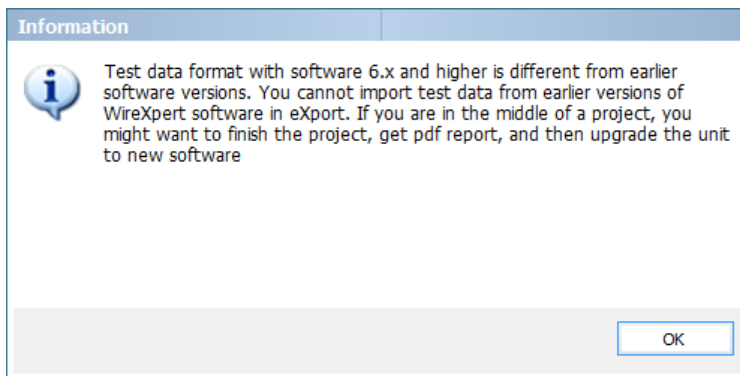 Information
Test data format with software 6.x and higher is different from earlier
software versions. You cannot import test data from earlier versions of
WireXpert software in eXport. If you are in the middle of a project, you
might want to finish the project, get pdf report, and then upgrade the unit
to new software
OK